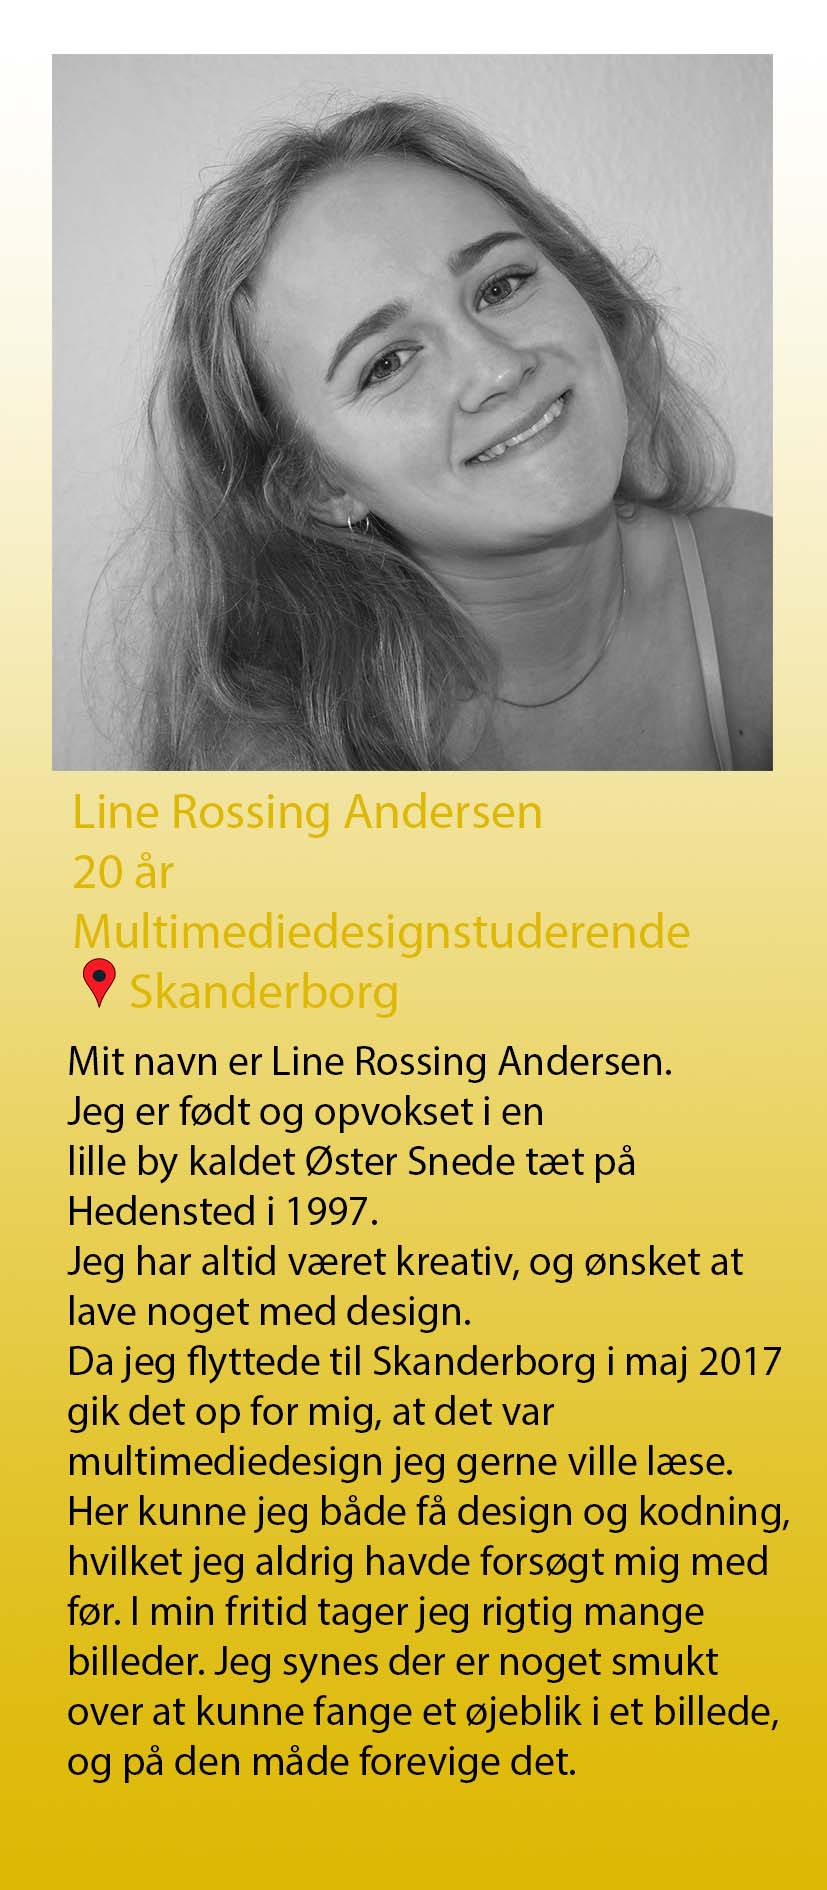 Line Rossing Andersen
20 år
Multimediedesignstuderende
Skanderborg
Mit navn er Line Rossing Andersen.
Jeg er født og opvokset i en
lille by kaldet Øster Snede tæt på
Hedensted i 1997.
Jeg har altid været kreativ, og ønsket at
lave noget med design.
Da jeg flyttede til Skanderborg i maj 2017
gik det op for mig, at det var
multimediedesign jeg gerne ville læse.
Her kunne jeg både få design og kodning,
hvilket jeg aldrig havde forsøgt mig med
før. I min fritid tager jeg rigtig mange
billeder. Jeg synes der er noget smukt
over at kunne fange et øjeblik i et billede,
og på den måde forevige det.